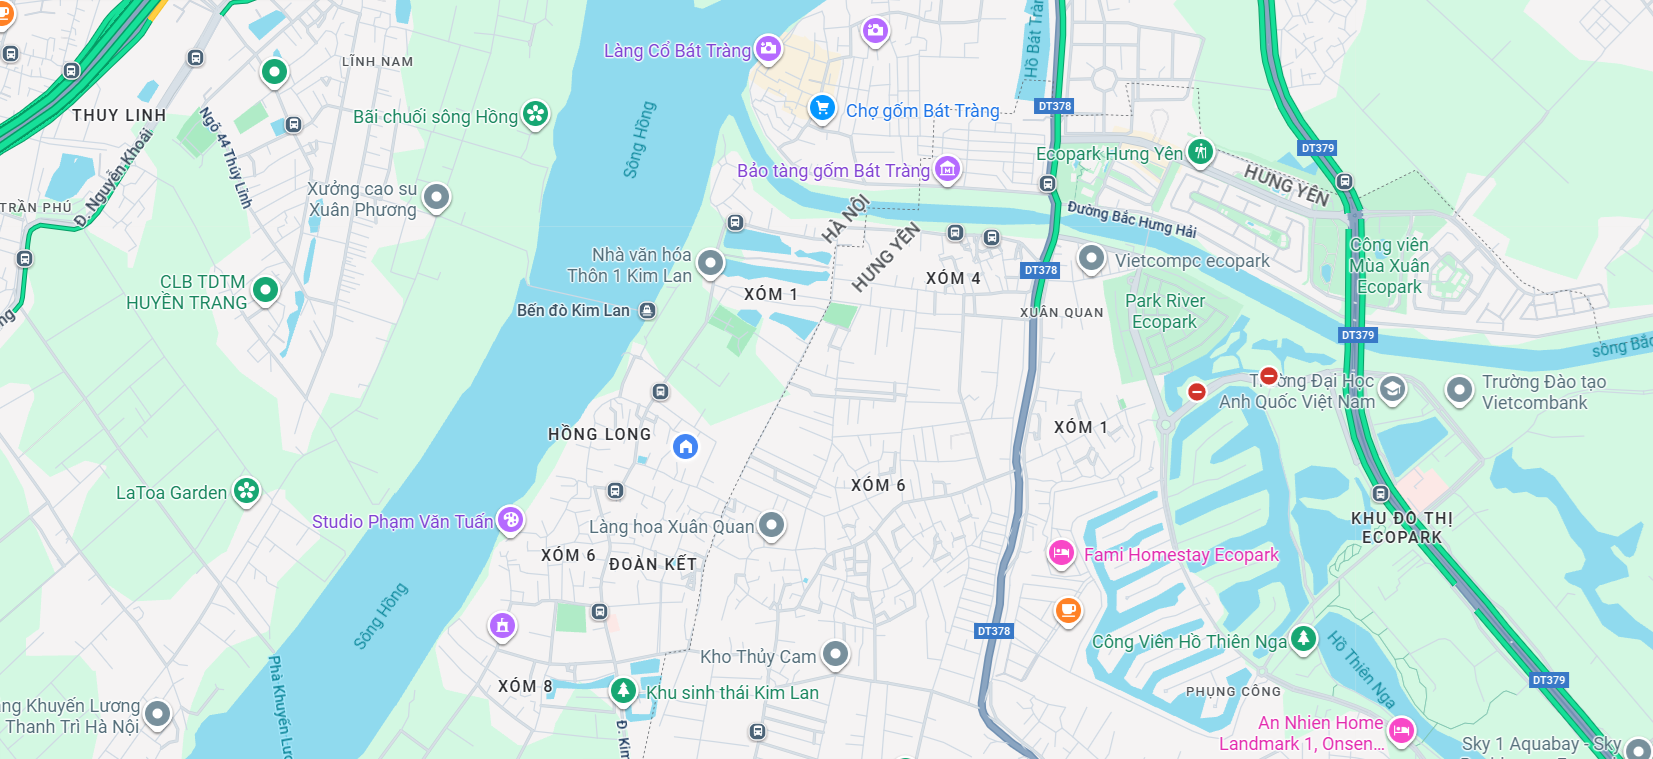 LĨNH NAM
Làng Cổ Bát Tràng
Hồ Bát Tràn
THUY LINH
Bãi chuối sông Hồng
Chợ gốm Bát Tràng
DT378
Sông Hồng
Ngõ 44 Thúy Lĩnh
Đ. Nguyễn Khoái
DT379
Ecopark Hưng Yên
Bảo tàng gốm Bát Tràng
Xưởng cao su
Xuân Phương
HƯNG YÊN
TRẦN PHÚ
HÀ NỘI
HƯNG YÊN
Đường Bắc Hưng Hải
Nhà văn hóa
Thôn 1 Kim Lan
Vietcompc ecopark
Công viên
Mùa Xuân
Ecopark
CLB TDTM
HUYỀN TRANG
XÓM 1
XÓM 4
DT378
Bến đò Kim Lan
XUÂN QUAN
Park River
Ecopark
DT379
sông Bắc
Trường Đại Học
Anh Quốc Việt Nam
Trường Đào tạo
Vietcombank
HỒNG LONG
XÓM 1
LaToa Garden
XÓM 6
Studio Phạm Văn Tuấn
Làng hoa Xuân Quan
KHU ĐÔ THỊ
ECOPARK
XÓM 6
ĐOÀN KẾT
Fami Homestay Ecopark
Sông Hồng
DT378
Công Viên Hồ Thiên Nga
Kho Thủy Cam
Hồ Thiên Nga
XÓM 8
Khu sinh thái Kim Lan
PHỤNG CÔNG
DT379
Phà Khuyến Lươ
ang Khuyến Lương
Thanh Trì Hà Nội
Đ. Kim
An Nhien Home
Landmark 1, Onsen...
Sky 1 Aquabay - Sky